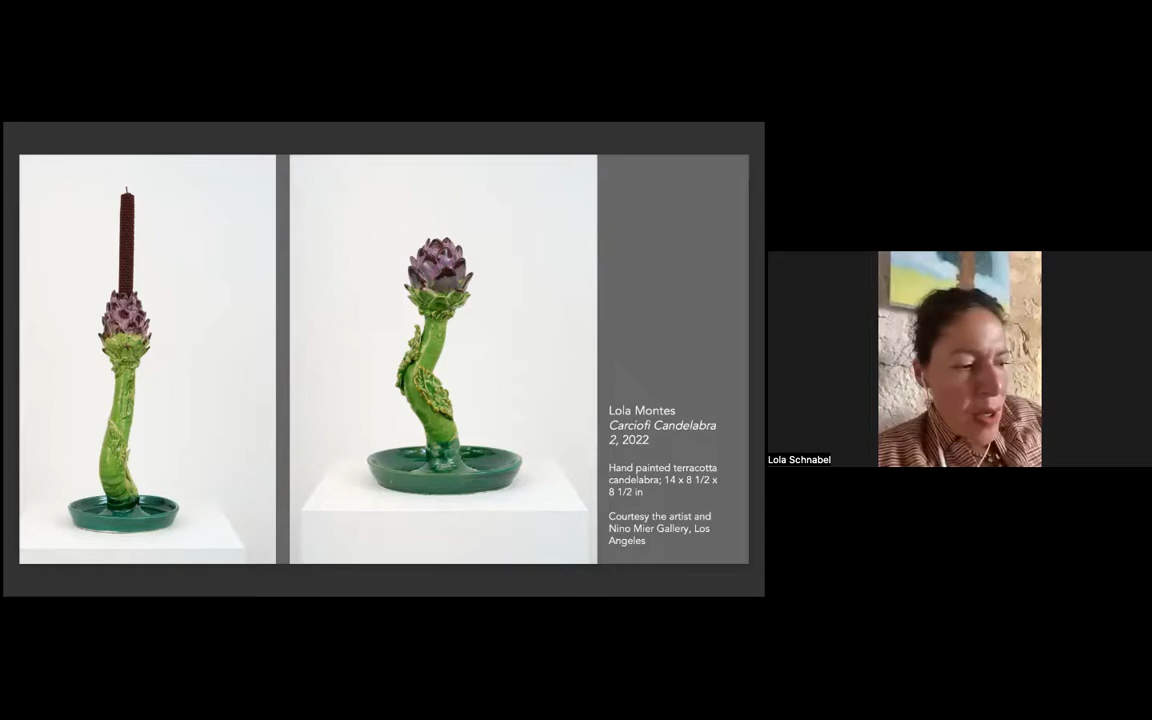 Lola Montes
Carciofi Candelabra
2, 2022
Hand painted terracotta
candelabra; 14 x 8 1/2 x
8 1/2 in
Courtesy the artist and
Nino Mier Gallery, Los
Angeles
Lola Schnabel